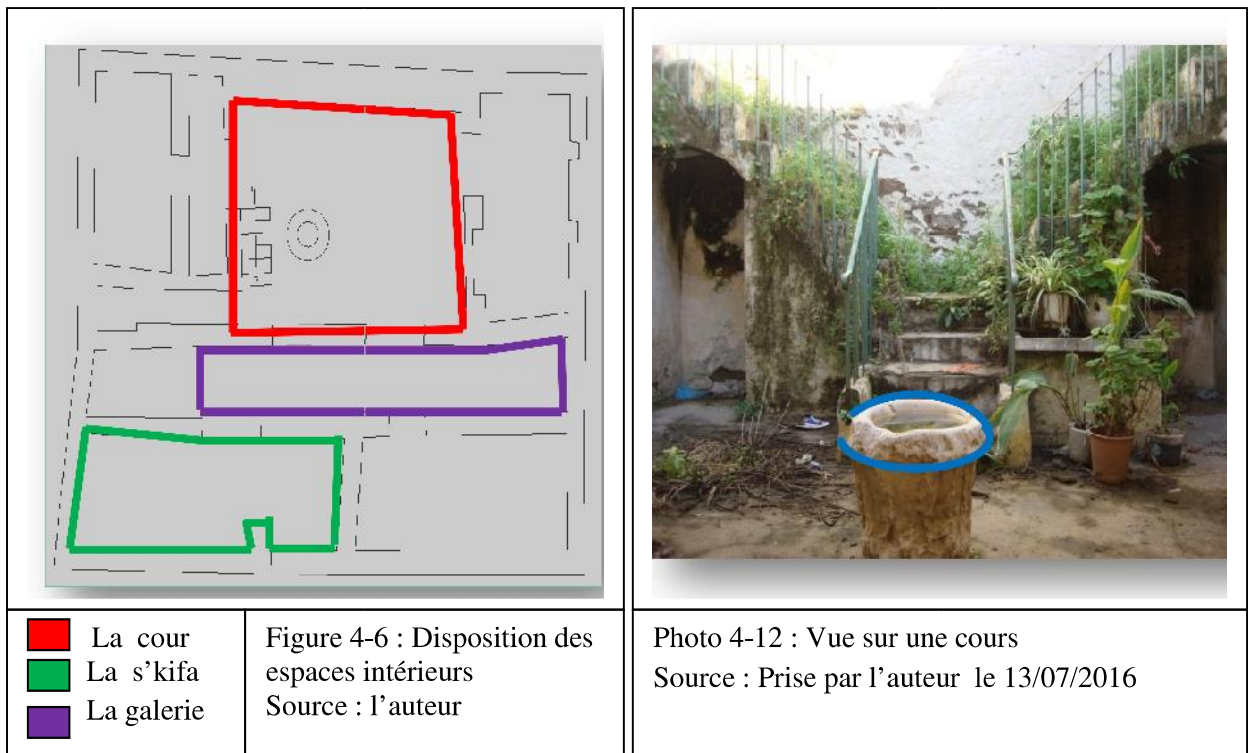 La cour
La s’kifa
La galerie
Figure 4-6 : Disposition des
espaces intérieurs
Source : l’auteur
Photo 4-12 : Vue sur une cours
Source : Prise par l’auteur le 13/07/2016